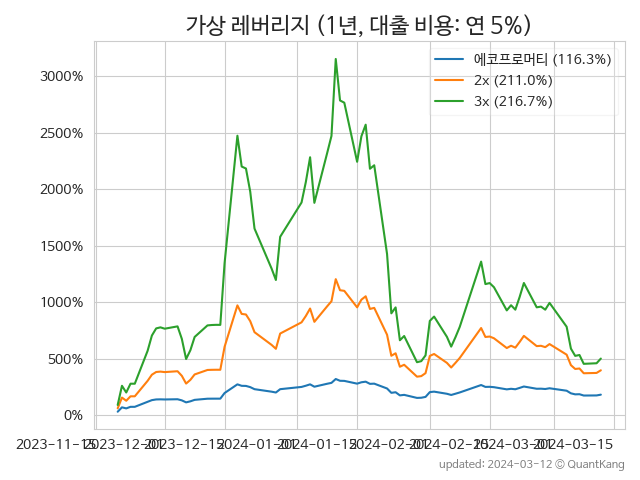 가상 레버리지 (1년, 대출 비용: 연 5%)
에코프로머티 (116.3%)
2x (211.0%)
3x (216.7%)
3000%
2500%
2000%
1500%
1000%
500%
0%
2023-11-15 2023-12-01 2023-12-15 2024-01-01 2024-01-15 2024-02-01 2024-02-15 2024-03-01 2024-03-15
updated: 2024-03-12 © QuantKang